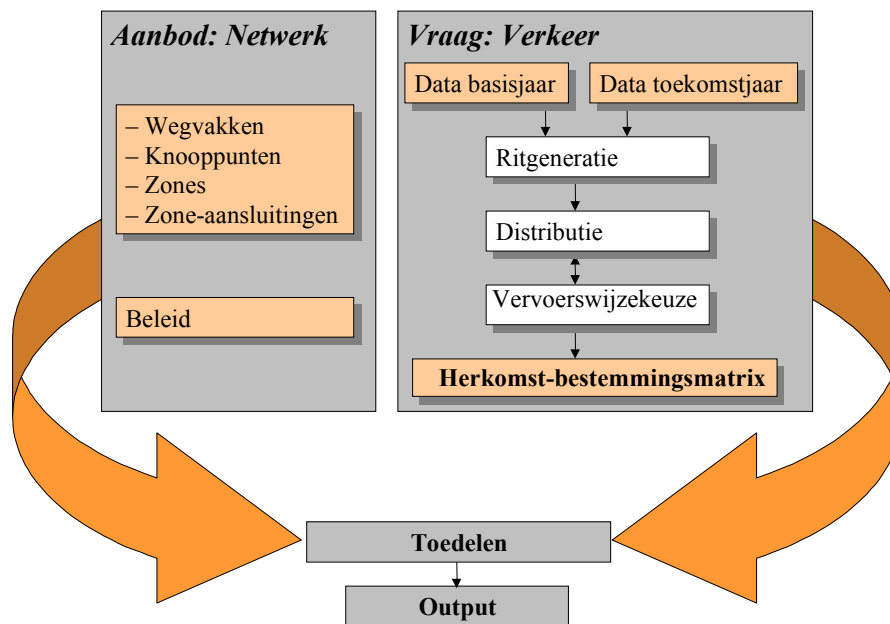 Aanbod: Netwerk
– Wegvakken
– Knooppunten
– Zones
– Zone-aansluitingen
Beleid
Vraag: Verkeer
Data basisjaar
Data toekomstjaar
Ritgeneratie
Distributie
Vervoerswijzekeuze
Herkomst-bestemmingsmatrix
Toedelen
Output